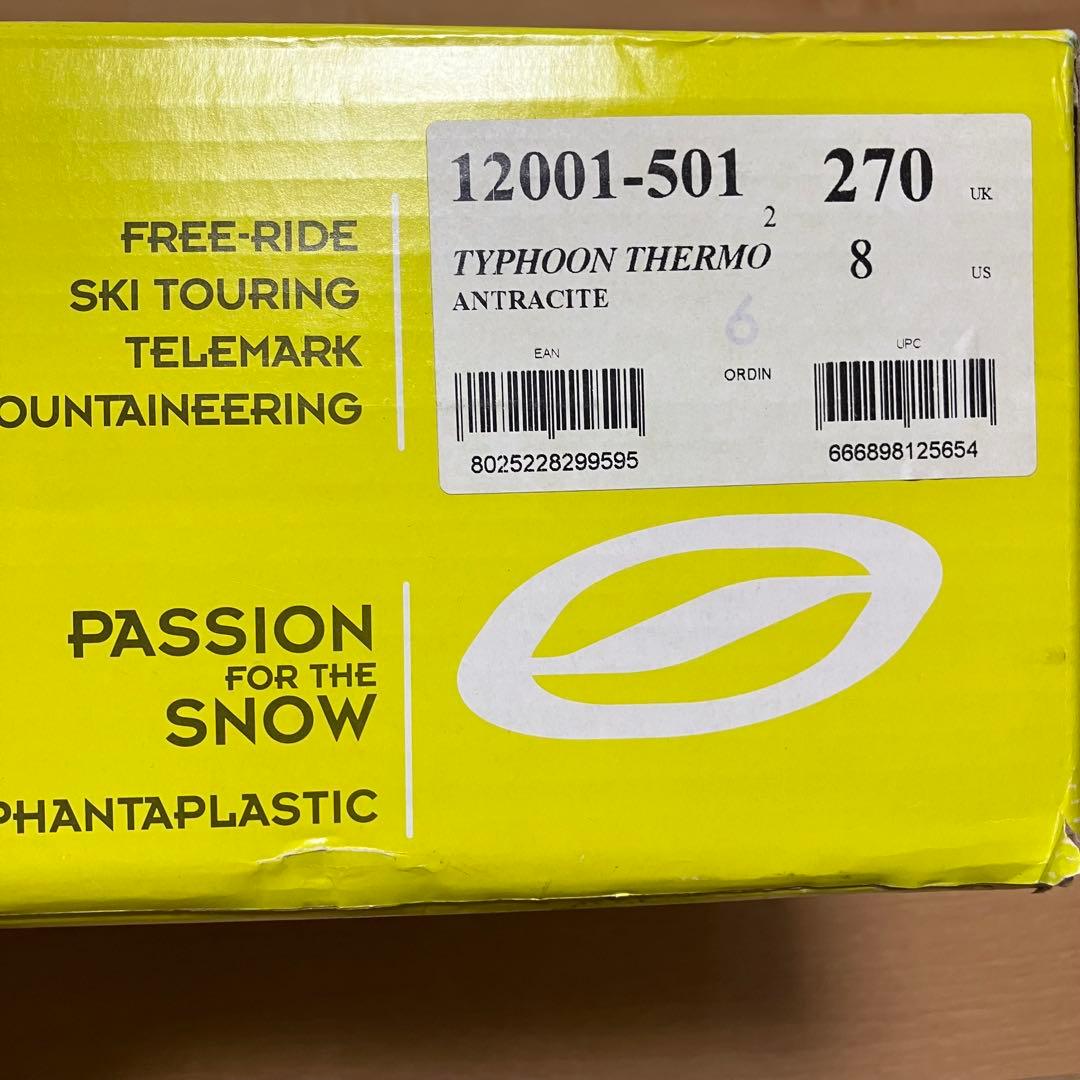 FREE-RIDE
SKI TOURING
TELEMARK
OUNTAINEERING
PASSION
FOR THE
SNOW
PHANTAPLASTIC
12001-501 270 UK
2
TYPHOON THERMO 8 US
ANTRACITE
6
EAN
ORDIN
UPC
8025228299595
666898125654